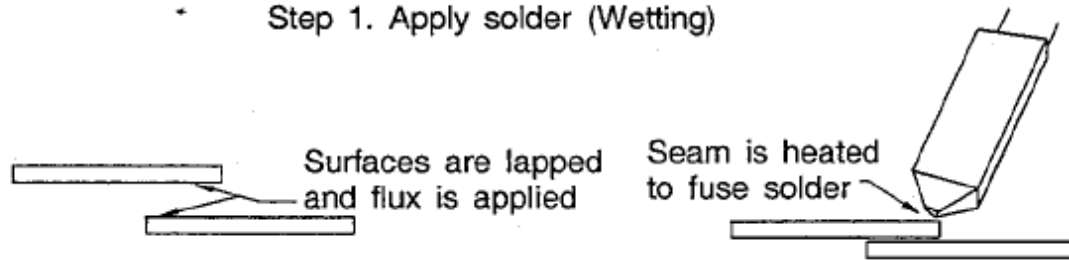 Step 1. Apply solder (Wetting)
Surfaces are lapped
and flux is applied
Seam is heated
to fuse solder